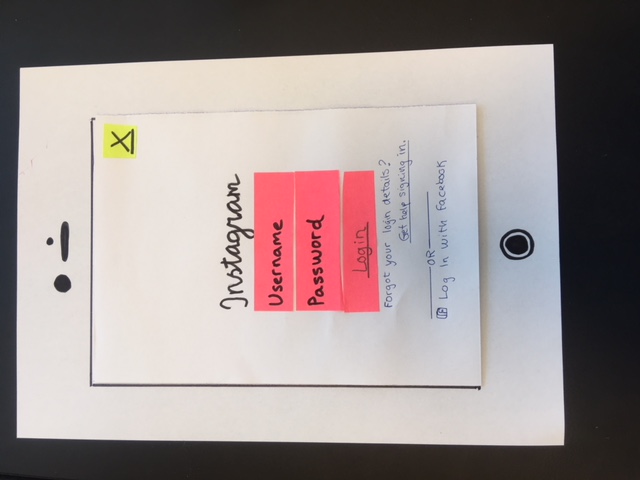 X
Instagram
Username
Password
Login
Forgot your login details?
Get help signing in.
OR
f Log In with facebook